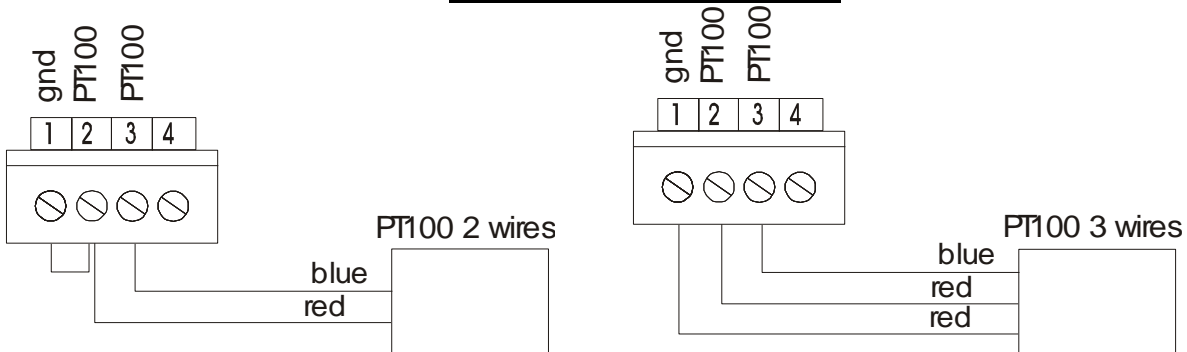 gnd
PT100
PT100
1 2 3 4
PT100 2 wires
blue
red
gnd
PT100
PT100
1 2 3 4
PT100 3 wires
blue
red
red